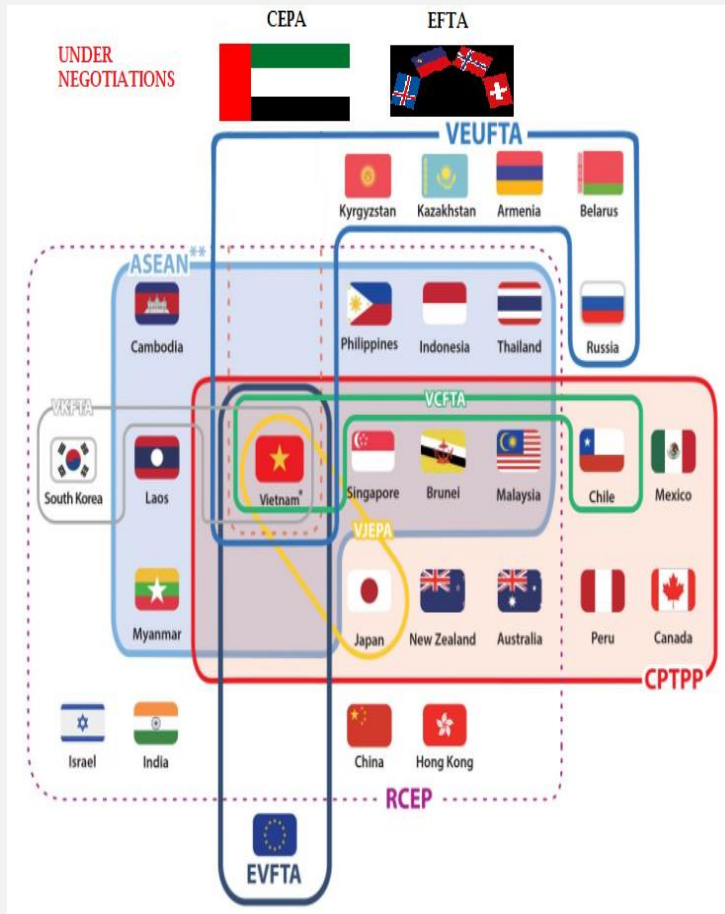 CEPA
EFTA
UNDER
NEGOTIATIONS
VEUFTA
Kyrgyzstan
Kazakhstan
Armenia
Belarus
ASEAN**
Cambodia
Philippines
Indonesia
Thailand
Russia
VKFTA
VCFTA
South Korea
Laos
Vietnam*
Singapore
Brunei
Malaysia
Chile
Mexico
VJEPA
Myanmar
Japan
New Zealand
Australia
Peru
Canada
CPTPP
Israel
India
China
Hong Kong
RCEP
EVFTA